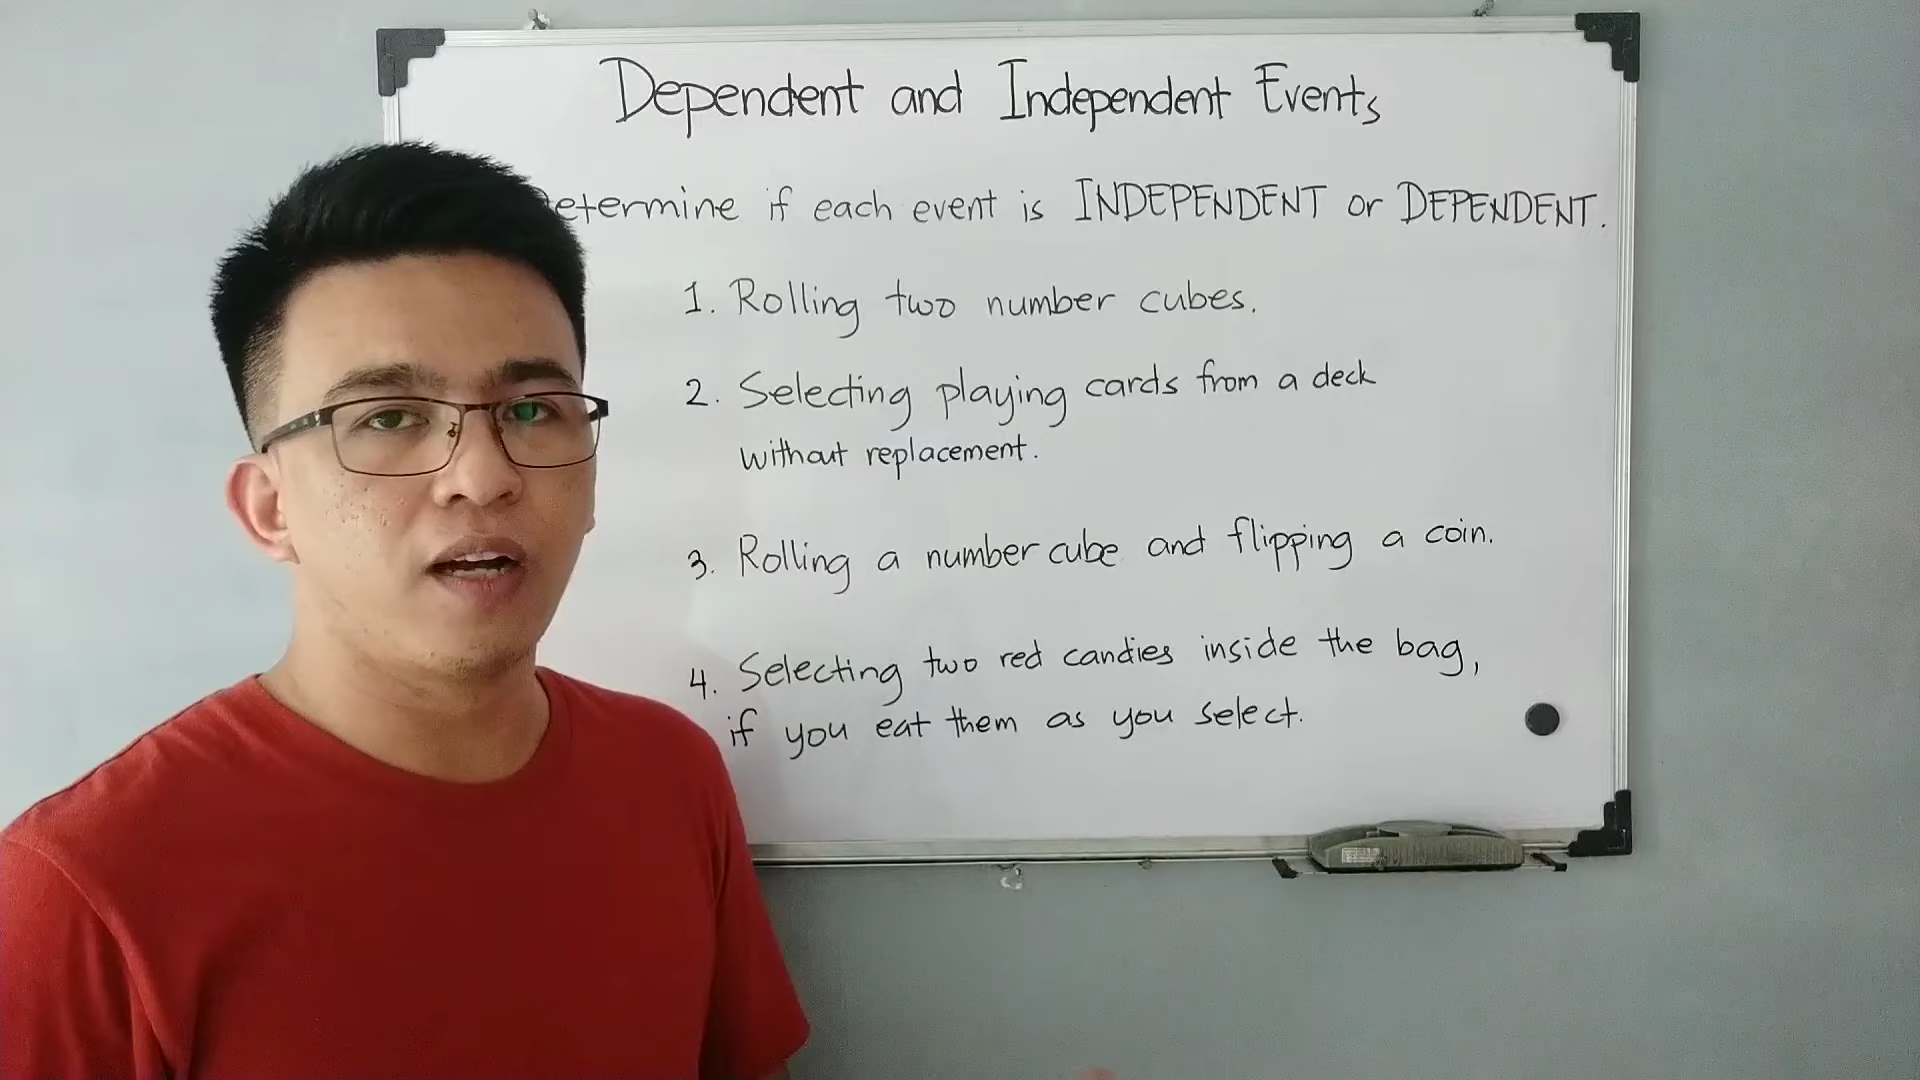 Dependent and Independent Events
Determine if each event is INDEPENDENT or DEPENDENT.
1. Rolling two number cubes.
2. Selecting playing cards from a deck
without replacement.
3. Rolling a number cube and flipping a coin.
4. Selecting two red candies inside the bag,
if you eat them as you select.